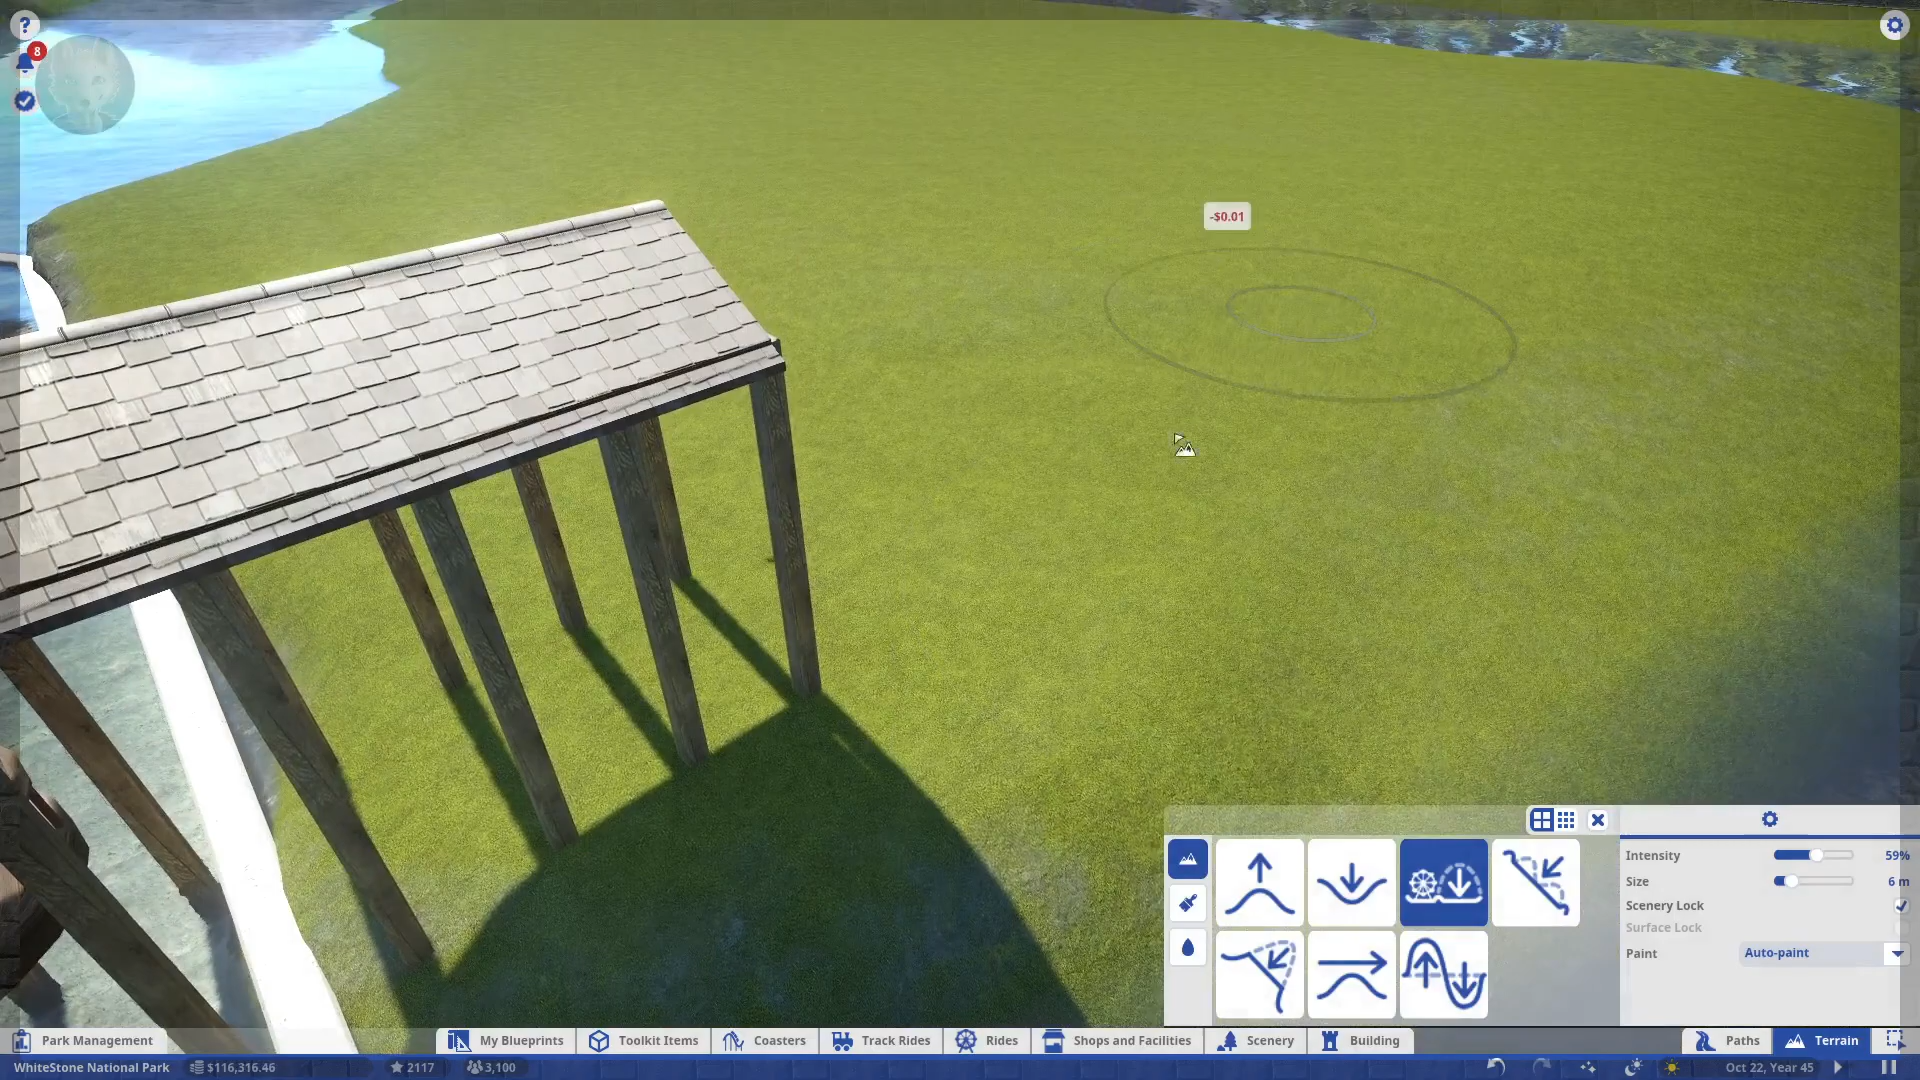 ?
8
-$0.01
Intensity 59%
Size 6 m
Scenery Lock
Surface Lock
Paint Auto-paint
Park Management
My Blueprints
Toolkit Items
Coasters
Track Rides
Rides
Shops and Facilities
Scenery
Building
Paths
Terrain
WhiteStone National Park
$116,316.46
2117
3,100
Oct 22, Year 45